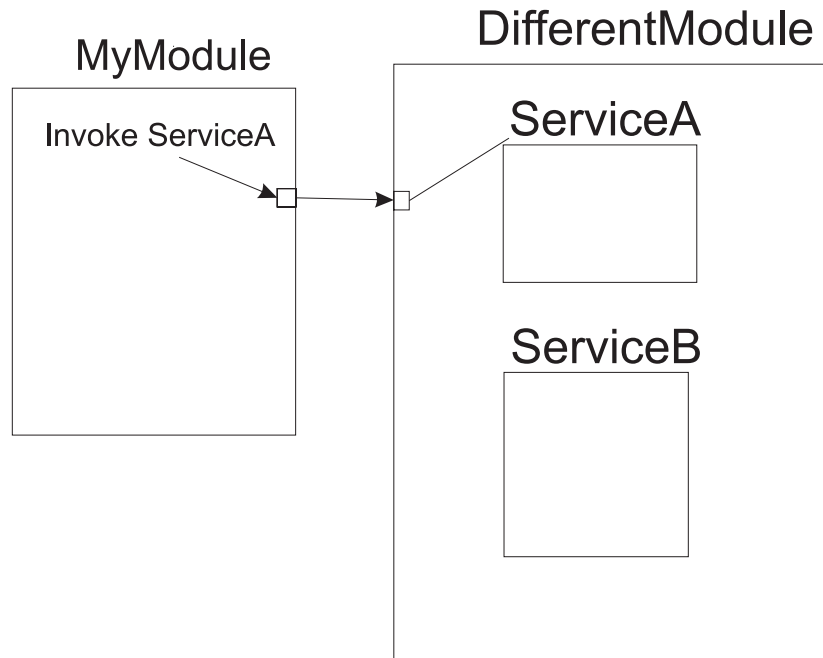 MyModule
DifferentModule
Invoke ServiceA
ServiceA
ServiceB